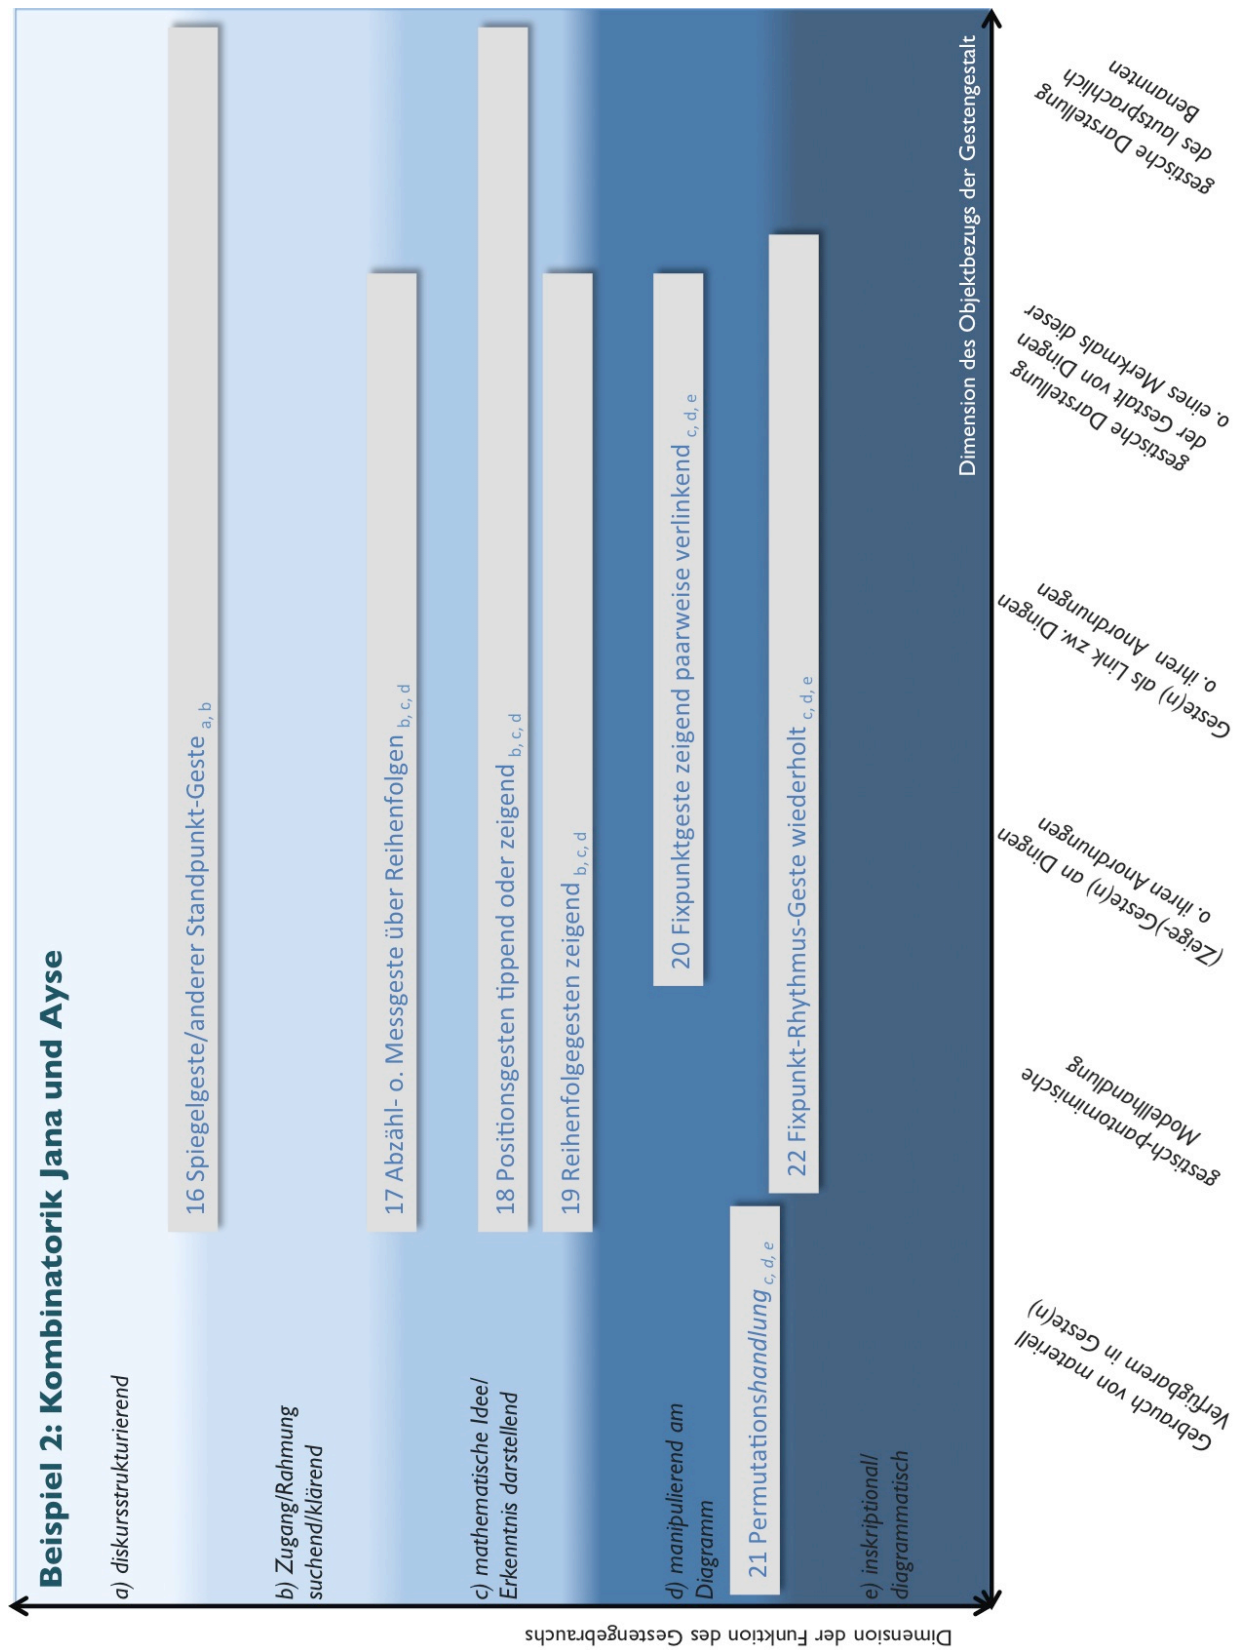 Beispiel 2: Kombinatorik Jana und Ayse
a) diskursstrukturierend
16 Spiegelgeste/anderer Standpunkt-Geste a, b
b) Zugang/Rahmung
suchend/klärend
17 Abzähl- o. Messgeste über Reihenfolgen b, c, d
c) mathematische Idee/
Erkenntnis darstellend
18 Positionsgesten tippend oder zeigend b, c, d
19 Reihenfolgegesten zeigend b, c, d
d) manipulierend am
Diagramm
20 Fixpunktgeste zeigend paarweise verlinkend c, d, e
21 Permutationshandlung c, d, e
22 Fixpunkt-Rhythmus-Geste wiederholt c, d, e
e) inskriptional/
diagrammatisch
Dimension des Objektbezugs der Gestengestalt
Dimension der Funktion des Gestengebrauchs
Gebrauch von materiell
Verfügbarem in Geste(n)
gestisch-pantomimische
Modellhandlung
(Zeige-)Geste(n) an Dingen
o. ihren Anordnungen
Geste(n) als Link zw. Dingen
o. ihren Anordnungen
gestische Darstellung
der Gestalt von Dingen
o. eines Merkmals dieser
gestische Darstellung
des lautsprachlich
Benannten